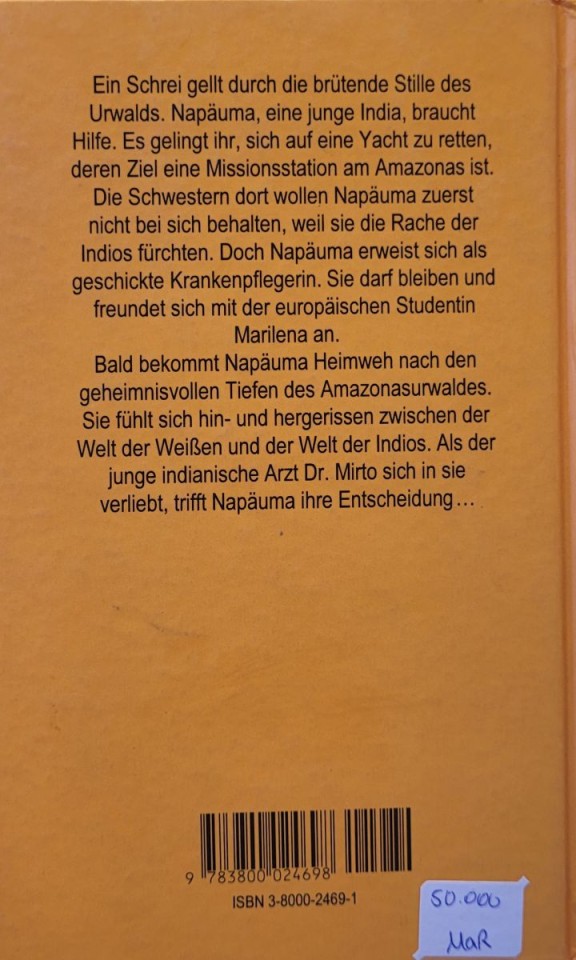 Ein Schrei gellt durch die brütende Stille des
Urwalds. Napäuma, eine junge India, braucht
Hilfe. Es gelingt ihr, sich auf eine Yacht zu retten,
deren Ziel eine Missionsstation am Amazonas ist.
Die Schwestern dort wollen Napäuma zuerst
nicht bei sich behalten, weil sie die Rache der
Indios fürchten. Doch Napäuma erweist sich als
geschickte Krankenpflegerin. Sie darf bleiben und
freundet sich mit der europäischen Studentin
Marilena an.
Bald bekommt Napäuma Heimweh nach den
geheimnisvollen Tiefen des Amazonasurwaldes.
Sie fühlt sich hin- und hergerissen zwischen der
Welt der Weißen und der Welt der Indios. Als der
junge indianische Arzt Dr. Mirto sich in sie
verliebt, trifft Napäuma ihre Entscheidung...
9 783800 024698
ISBN 3-8000-2469-1
50.000
MaR